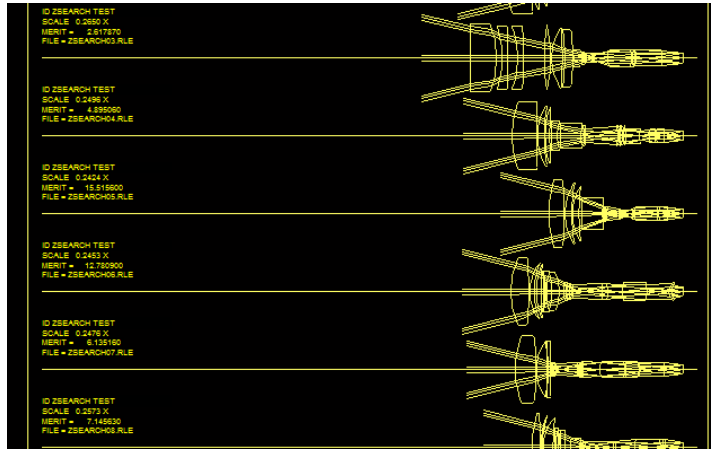 ID ZSEARCH TEST
SCALE 0.2650 X
MERIT = 2.617870
FILE = ZSEARCH03.RLE
ID ZSEARCH TEST
SCALE 0.2496 X
MERIT = 4.895060
FILE = ZSEARCH04.RLE
ID ZSEARCH TEST
SCALE 0.2424 X
MERIT = 15.515600
FILE = ZSEARCH05.RLE
ID ZSEARCH TEST
SCALE 0.2453 X
MERIT = 12.780900
FILE = ZSEARCH06.RLE
ID ZSEARCH TEST
SCALE 0.2476 X
MERIT = 6.135160
FILE = ZSEARCH07.RLE
ID ZSEARCH TEST
SCALE 0.2573 X
MERIT = 7.145630
FILE = ZSEARCH08.RLE